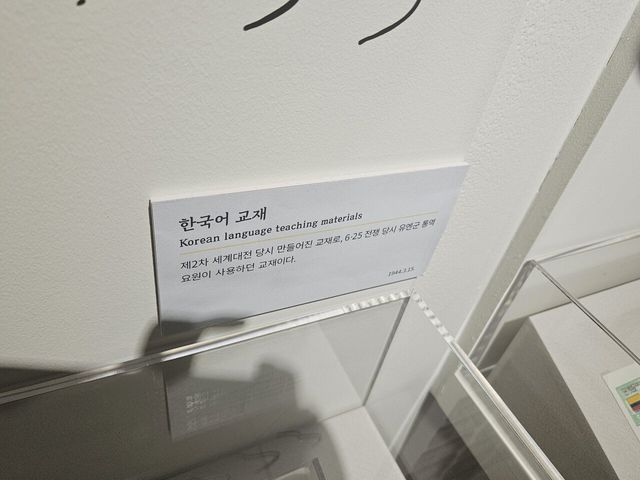 한국어 교재
Korean language teaching materials
제2차 세계대전 당시 만들어진 교재로, 6·25 전쟁 당시 유엔군 통역
요원이 사용하던 교재이다.
1944.3.15